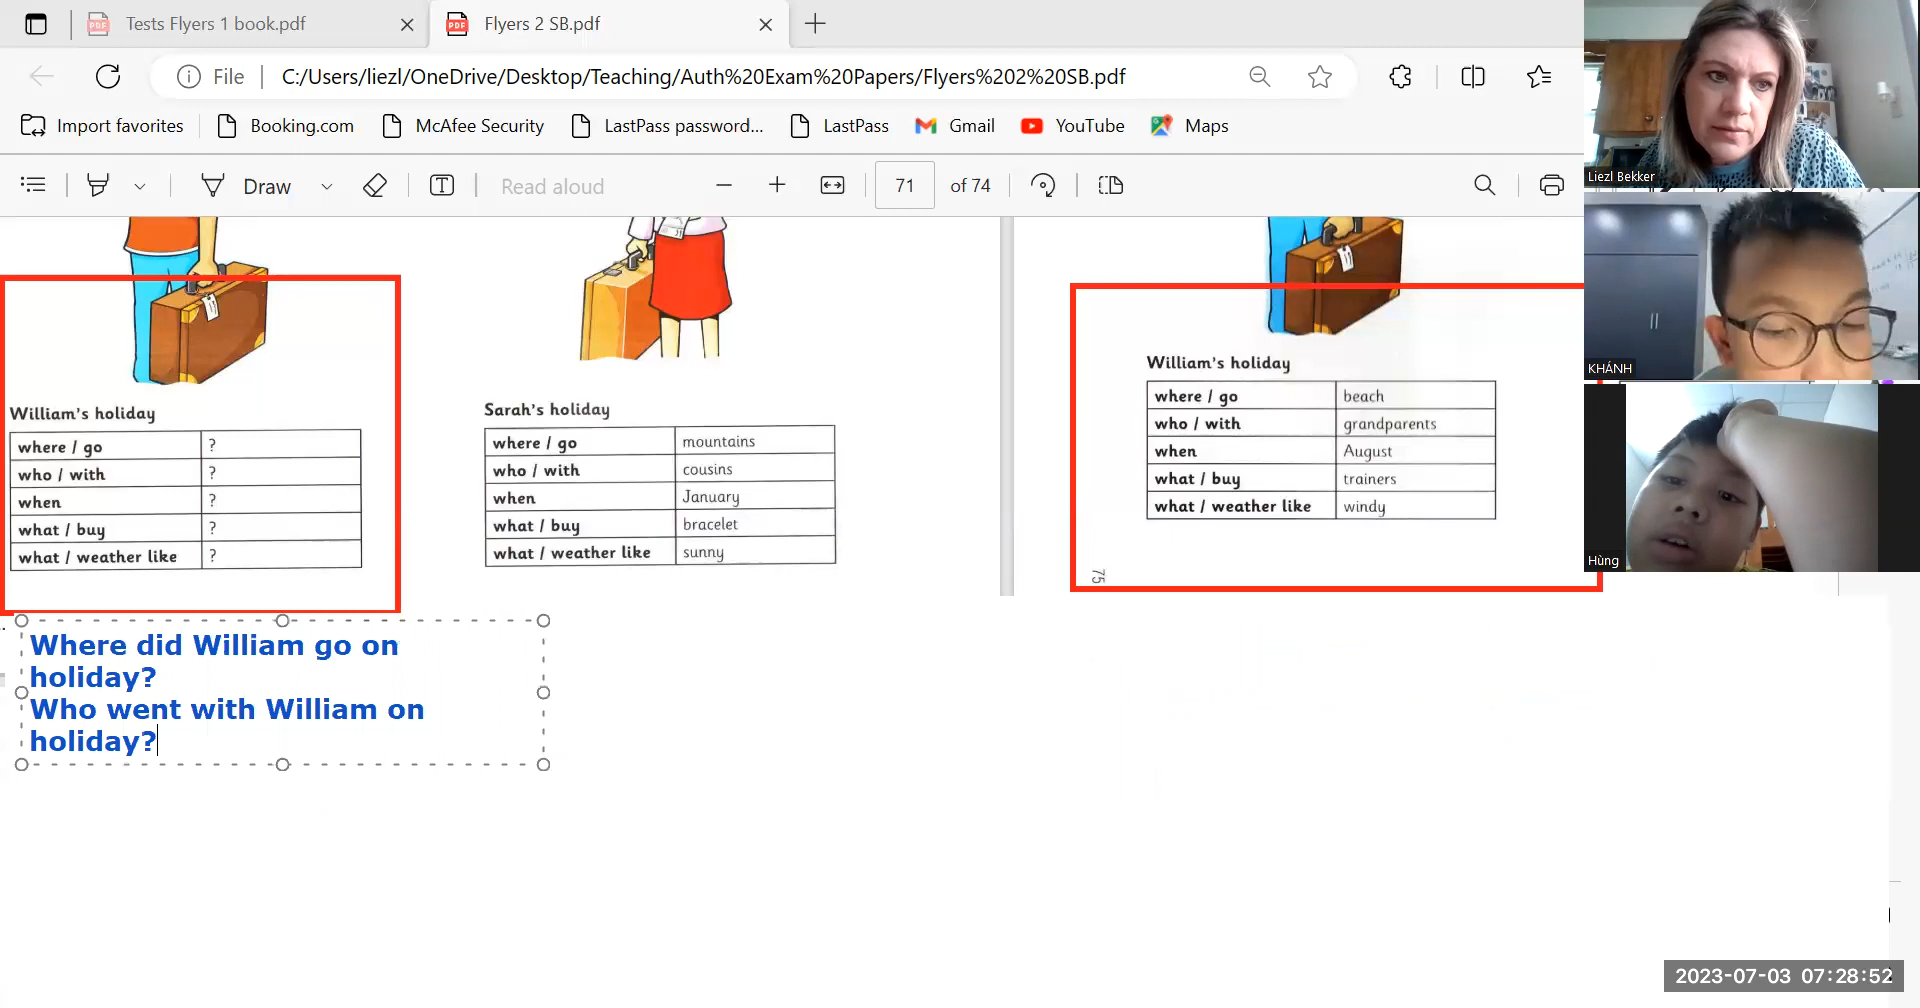 Tests Flyers 1 book.pdf
Flyers 2 SB.pdf
File
C:/Users/liezl/OneDrive/Desktop/Teaching/Auth%20Exam%20Papers/Flyers%202%20SB.pdf
Import favorites
Booking.com
McAfee Security
LastPass password...
LastPass
Gmail
YouTube
Maps
Draw
Read aloud
71
of 74
William's holiday
where / go ?
who / with ?
when ?
what / buy ?
what / weather like ?
Sarah's holiday
where / go mountains
who / with cousins
when January
what / buy bracelet
what / weather like sunny
William's holiday
where / go beach
who / with grandparents
when August
what / buy trainers
what / weather like windy
75
Where did William go on
holiday?
Who went with William on
holiday?
Liezl Bekker
KHÁNH
Hùng
2023-07-03 07:28:52